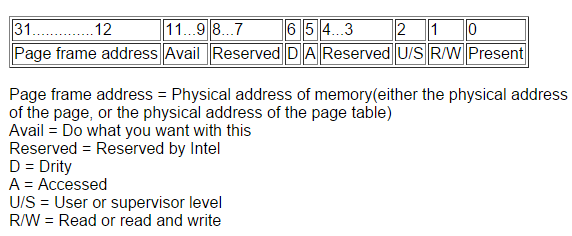 31..............12 11...9 8...7 6 5 4...3 2 1 0
Page frame address Avail Reserved D A Reserved U/S R/W Present
Page frame address = Physical address of memory(either the physical address
of the page, or the physical address of the page table)
Avail = Do what you want with this
Reserved = Reserved by Intel
D = Drity
A = Accessed
U/S = User or supervisor level
R/W = Read or read and write